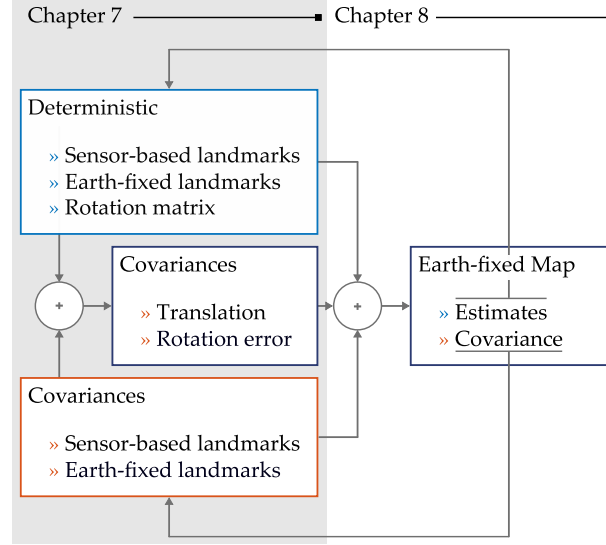 Chapter 7
Chapter 8
Deterministic
» Sensor-based landmarks
» Earth-fixed landmarks
» Rotation matrix
Covariances
» Translation
» Rotation error
+
+
Earth-fixed Map
» Estimates
» Covariance
Covariances
» Sensor-based landmarks
» Earth-fixed landmarks